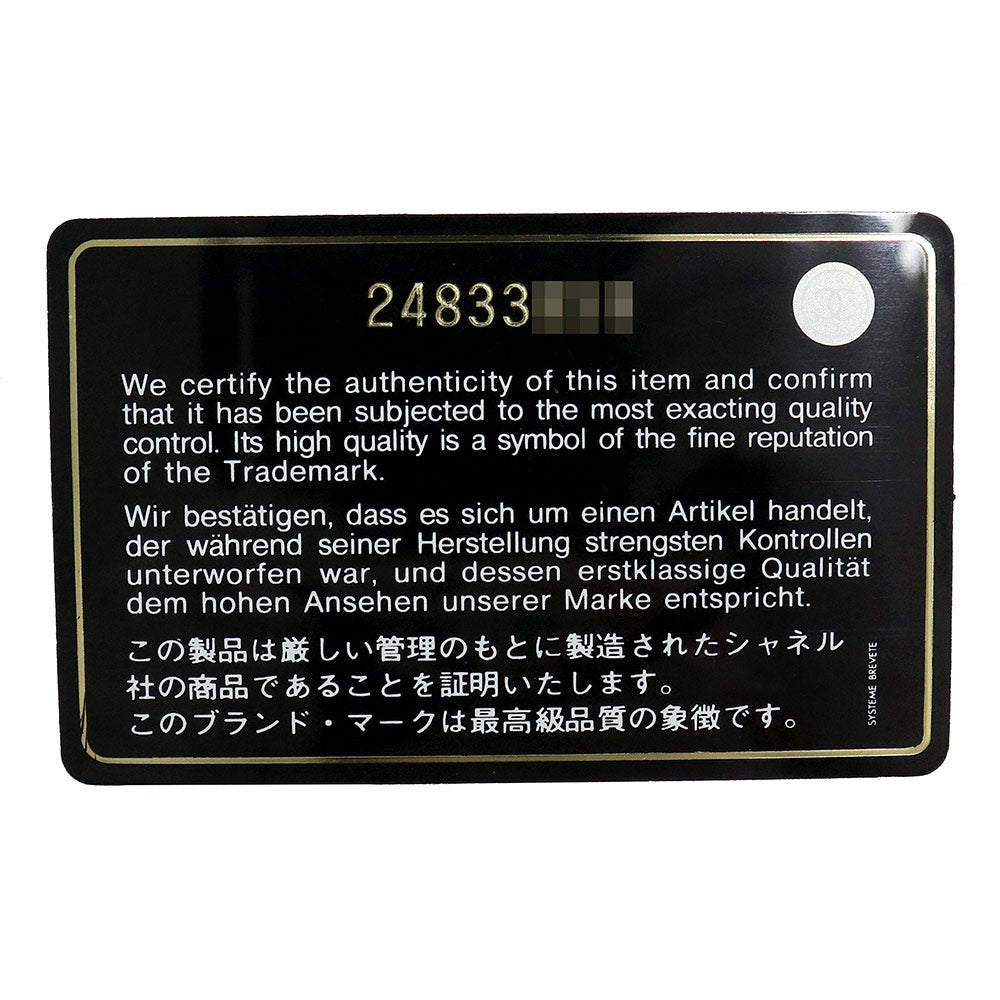 24833
We certify the authenticity of this item and confirm
that it has been subjected to the most exacting quality
control. Its high quality is a symbol of the fine reputation
of the Trademark.
Wir bestätigen, dass es sich um einen Artikel handelt,
der während seiner Herstellung strengsten Kontrollen
unterworfen war, und dessen erstklassige Qualität
dem hohen Ansehen unserer Marke entspricht.
この製品は厳しい管理のもとに製造されたシャネル
社の商品であることを証明いたします。
このブランド・マークは最高級品質の象徴です。
SYSTEME BREVETE